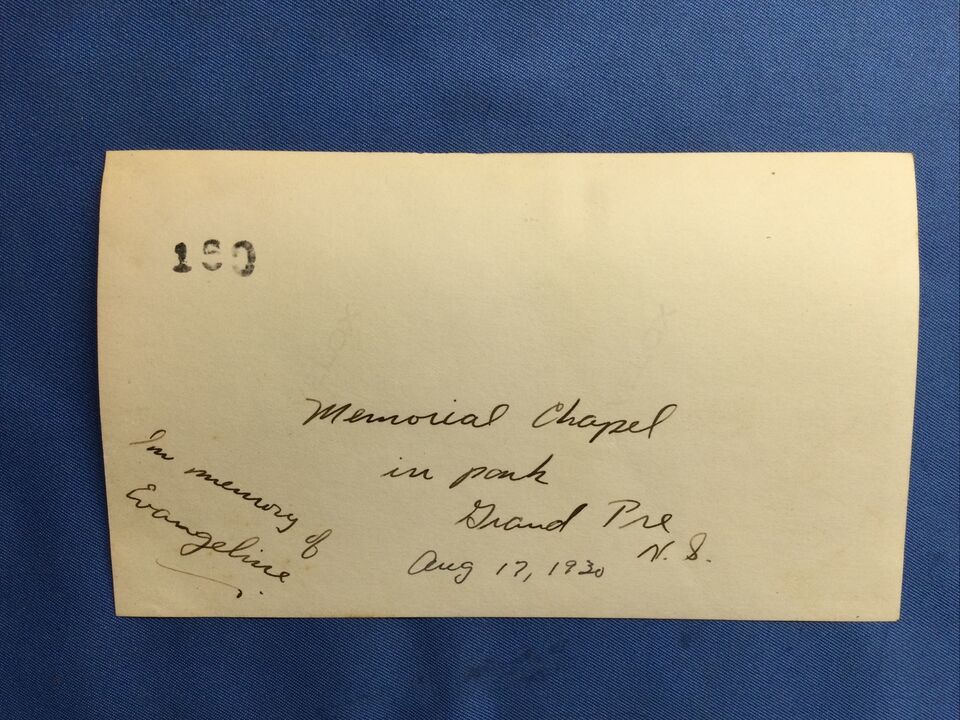 190
Memorial Chapel
in park
Grand Pre
N. S.
Aug 17, 1930
In memory of
Evangeline